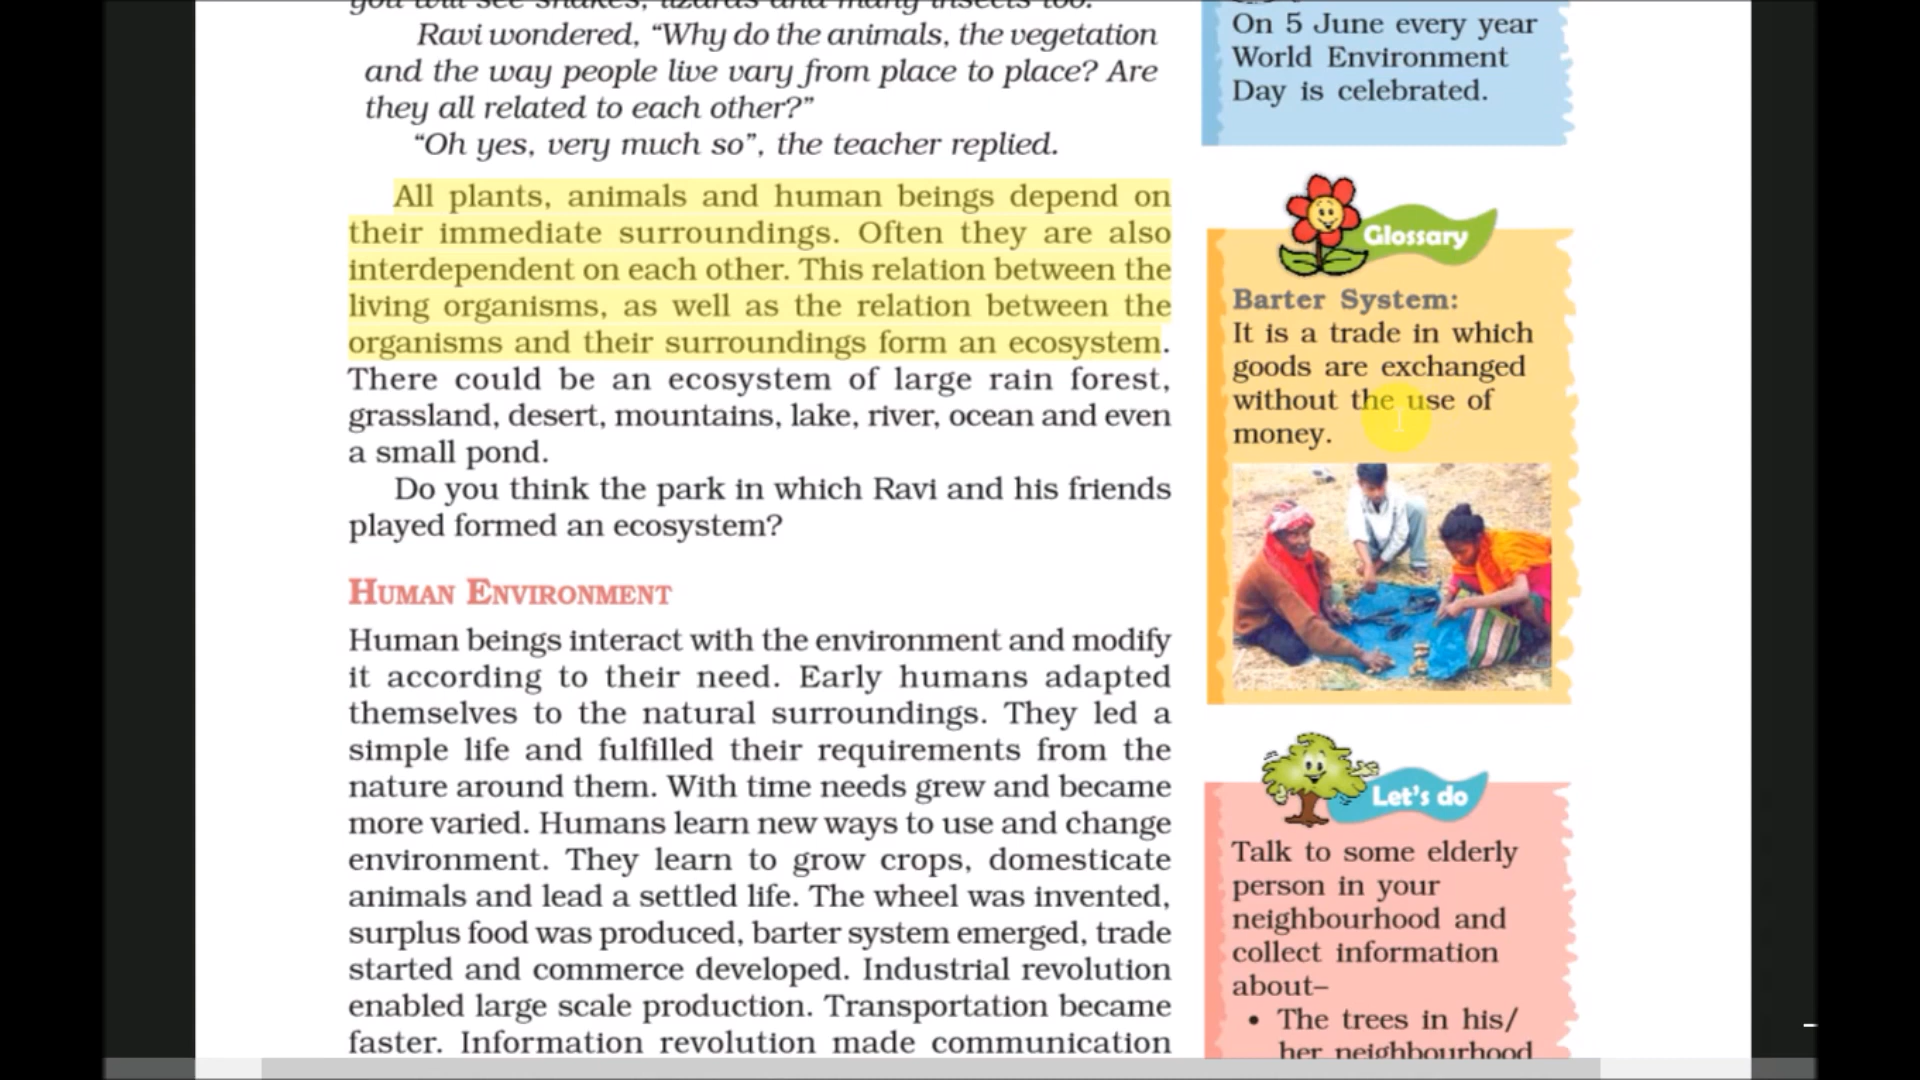 you will see snakes, lizards and many insects too.
Ravi wondered, “Why do the animals, the vegetation
and the way people live vary from place to place? Are
they all related to each other?”
“Oh yes, very much so”, the teacher replied.
All plants, animals and human beings depend on
their immediate surroundings. Often they are also
interdependent on each other. This relation between the
living organisms, as well as the relation between the
organisms and their surroundings form an ecosystem.
There could be an ecosystem of large rain forest,
grassland, desert, mountains, lake, river, ocean and even
a small pond.
Do you think the park in which Ravi and his friends
played formed an ecosystem?
HUMAN ENVIRONMENT
Human beings interact with the environment and modify
it according to their need. Early humans adapted
themselves to the natural surroundings. They led a
simple life and fulfilled their requirements from the
nature around them. With time needs grew and became
more varied. Humans learn new ways to use and change
environment. They learn to grow crops, domesticate
animals and lead a settled life. The wheel was invented,
surplus food was produced, barter system emerged, trade
started and commerce developed. Industrial revolution
enabled large scale production. Transportation became
faster. Information revolution made communication
On 5 June every year
World Environment
Day is celebrated.
Glossary
Barter System:
It is a trade in which
goods are exchanged
without the use of
money.
Let’s do
Talk to some elderly
person in your
neighbourhood and
collect information
about–
• The trees in his/
her neighbourhood